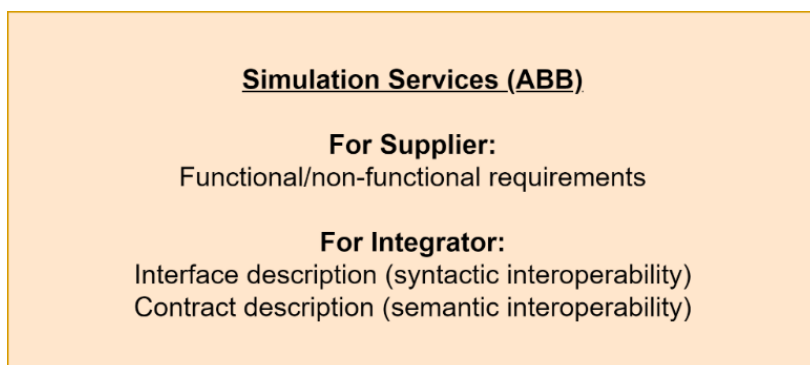 Simulation Services (ABB)
For Supplier:
Functional/non-functional requirements
For Integrator:
Interface description (syntactic interoperability)
Contract description (semantic interoperability)